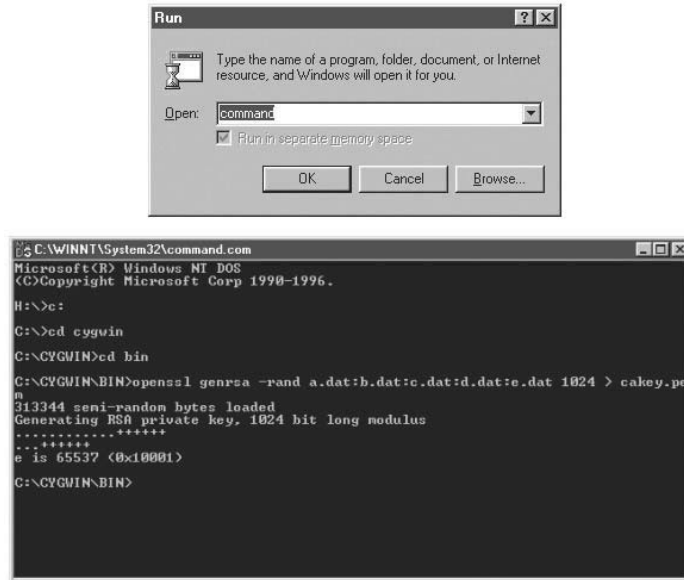 Run
Type the name of a program, folder, document, or Internet
resource, and Windows will open it for you.
Open:
command
Run in separate memory space
OK
Cancel
Browse...
C:\WINNT\System32\command.com
Microsoft(R) Windows NT DOS
(C)Copyright Microsoft Corp 1990-1996.
H:\>c:
C:\>cd cygwin
C:\CYGWIN>cd bin
C:\CYGWIN\BIN>openssl genrsa -rand a.dat:b.dat:c.dat:d.dat:e.dat 1024 > cakey.pe
m
313344 semi-random bytes loaded
Generating RSA private key, 1024 bit long modulus
............++++++
...++++++
e is 65537 (0x10001)
C:\CYGWIN\BIN>